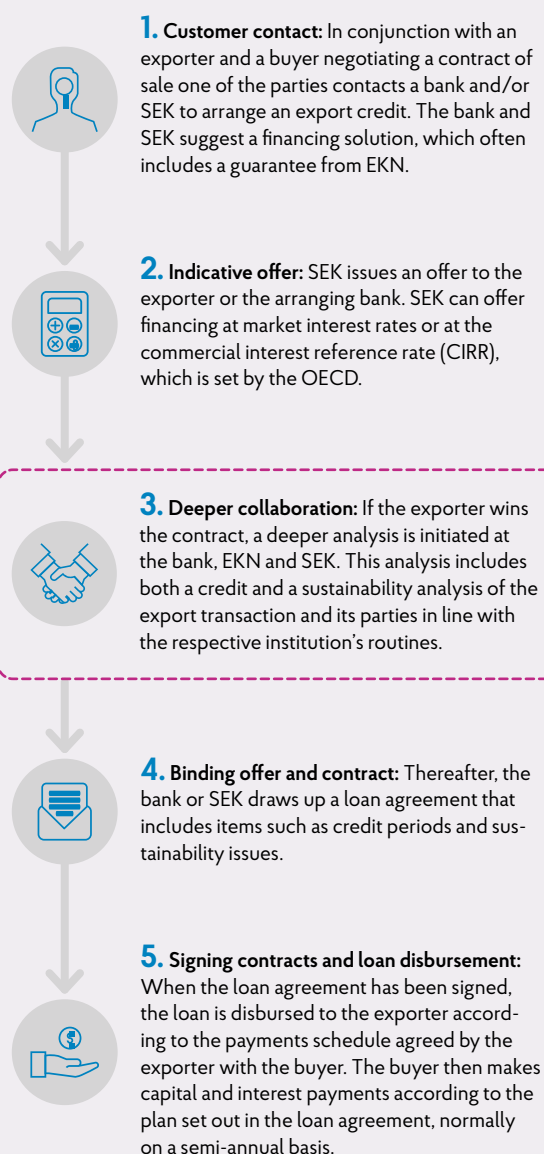 1. Customer contact: In conjunction with an
exporter and a buyer negotiating a contract of
sale one of the parties contacts a bank and/or
SEK to arrange an export credit. The bank and
SEK suggest a financing solution, which often
includes a guarantee from EKN.
2. Indicative offer: SEK issues an offer to the
exporter or the arranging bank. SEK can offer
financing at market interest rates or at the
commercial interest reference rate (CIRR),
which is set by the OECD.
3. Deeper collaboration: If the exporter wins
the contract, a deeper analysis is initiated at
the bank, EKN and SEK. This analysis includes
both a credit and a sustainability analysis of the
export transaction and its parties in line with
the respective institution's routines.
4. Binding offer and contract: Thereafter, the
bank or SEK draws up a loan agreement that
includes items such as credit periods and sus-
tainability issues.
5. Signing contracts and loan disbursement:
When the loan agreement has been signed,
the loan is disbursed to the exporter accord-
ing to the payments schedule agreed by the
exporter with the buyer. The buyer then makes
capital and interest payments according to the
plan set out in the loan agreement, normally
on a semi-annual basis.